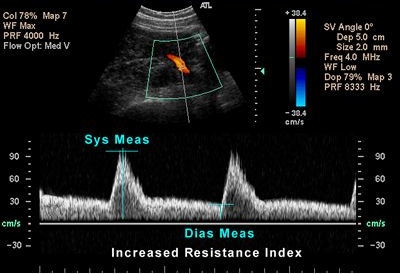 Col 78% Map 7
WF Max
PRF 4000 Hz
Flow Opt: Med V
ATL
38.4
38.4
cm/s
SV Angle 0°
Dep 5.0 cm
Size 2.0 mm
Freq 4.0 MHz
WF Low
Dop 79% Map 3
PRF 8333 Hz
Sys Meas
90
60
30
cm/s
-30
90
60
30
cm/s
-30
Dias Meas
Increased Resistance Index